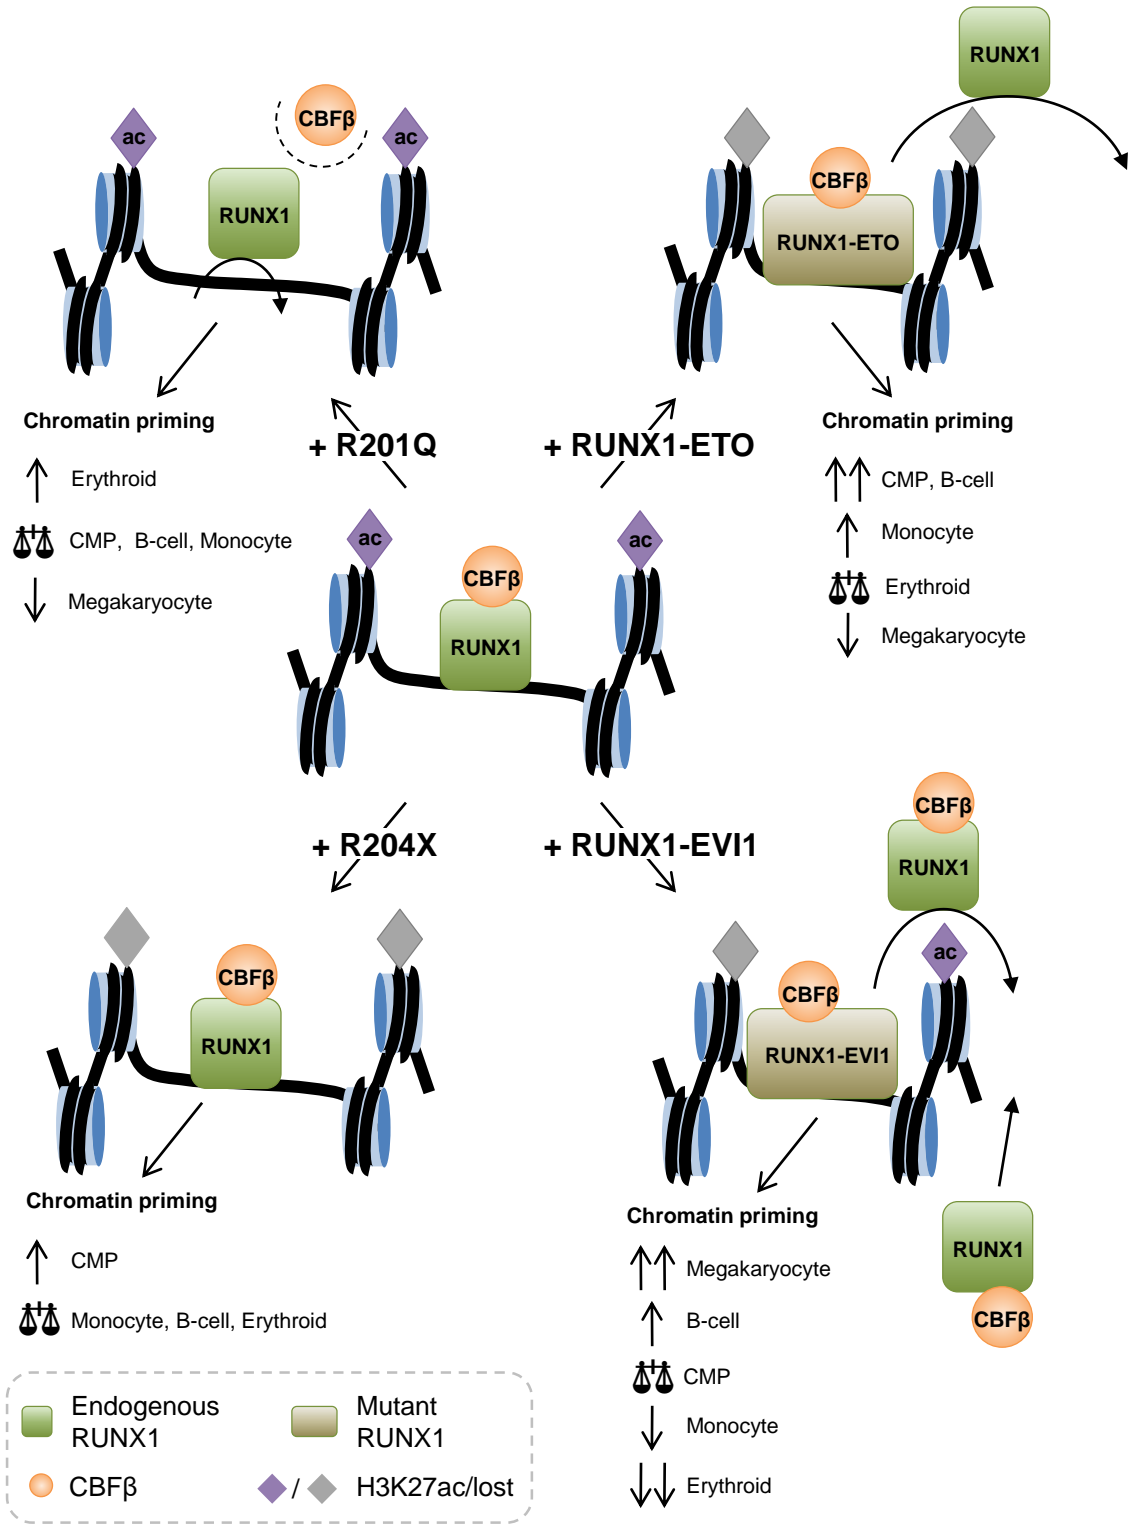 RUNX1
CBFβ
ac
ac
RUNX1
CBFβ
RUNX1-ETO
Chromatin priming
Erythroid
CMP, B-cell, Monocyte
Megakaryocyte
+ R201Q
+ RUNX1-ETO
Chromatin priming
CMP, B-cell
Monocyte
Erythroid
Megakaryocyte
ac
ac
CBFβ
RUNX1
+ R204X
+ RUNX1-EVI1
CBFβ
RUNX1
CBFβ
RUNX1
ac
CBFβ
RUNX1-EVI1
Chromatin priming
CMP
Monocyte, B-cell, Erythroid
Chromatin priming
Megakaryocyte
B-cell
CMP
Monocyte
Erythroid
RUNX1
CBFβ
Endogenous
RUNX1
Mutant
RUNX1
CBFβ
/
H3K27ac/lost